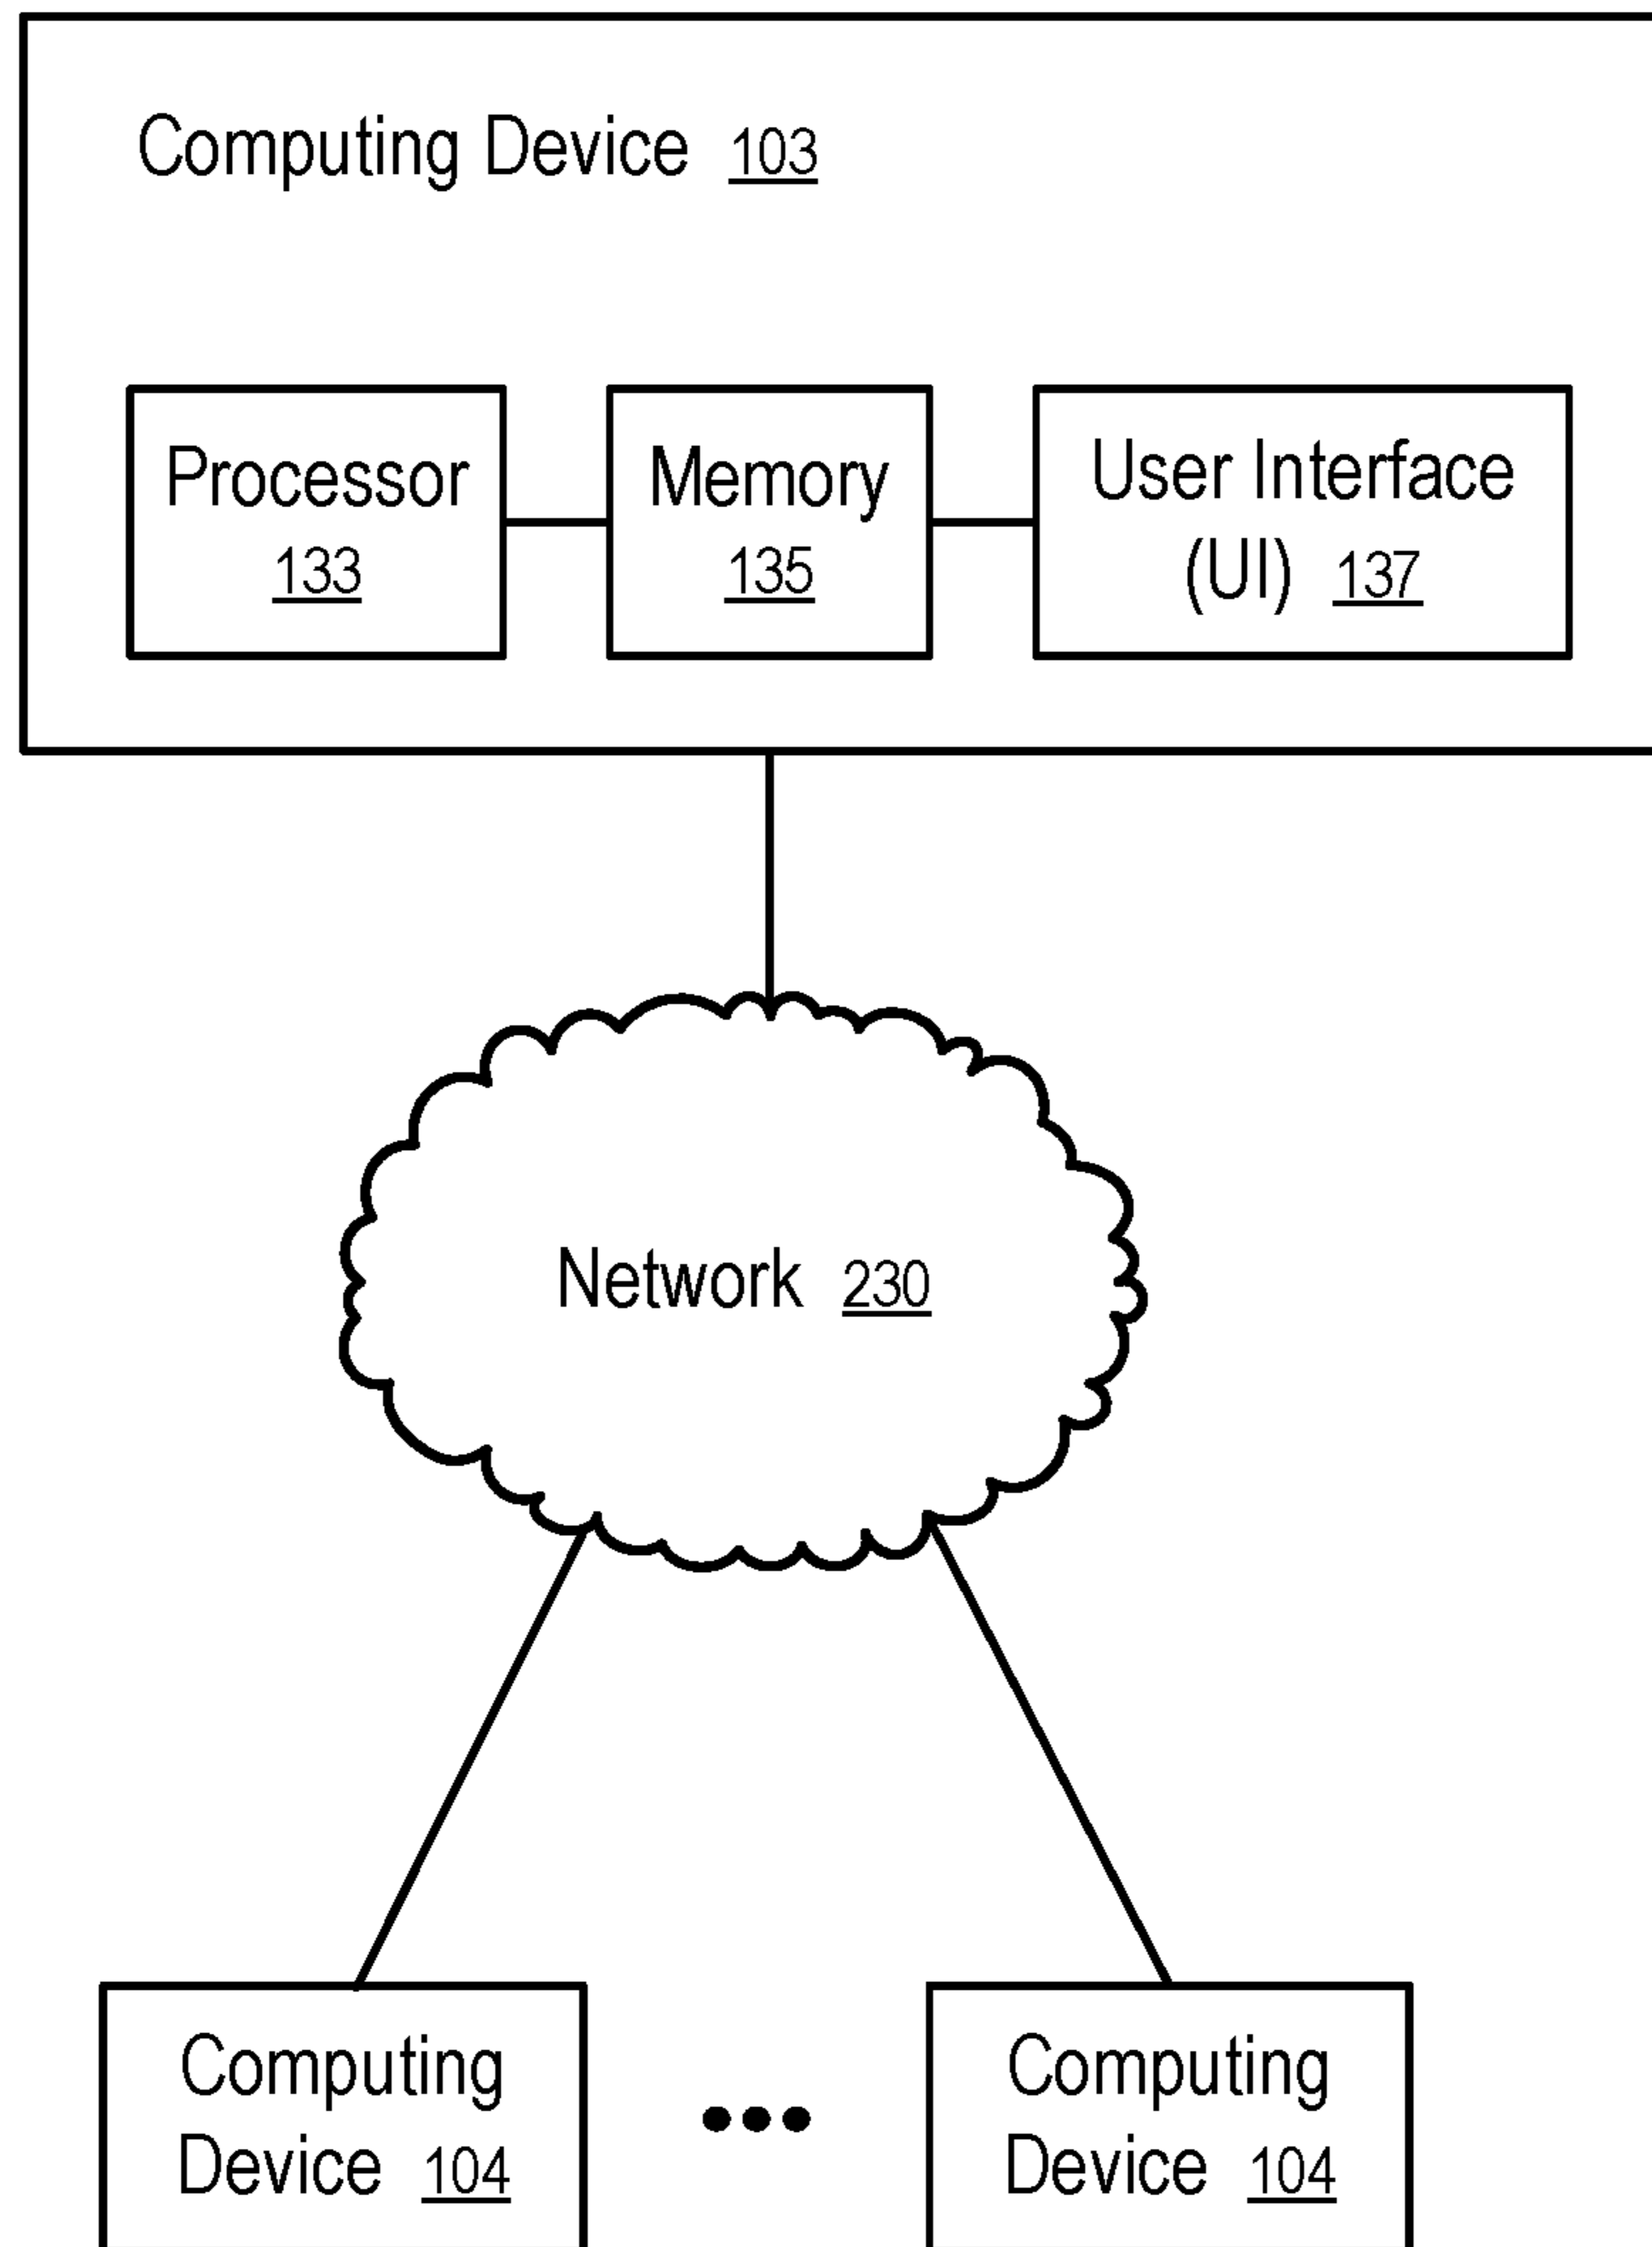 Computing Device 103
Processor
133
Memory
135
User Interface
(UI) 137
Network 230
Computing
Device 104
Computing
Device 104